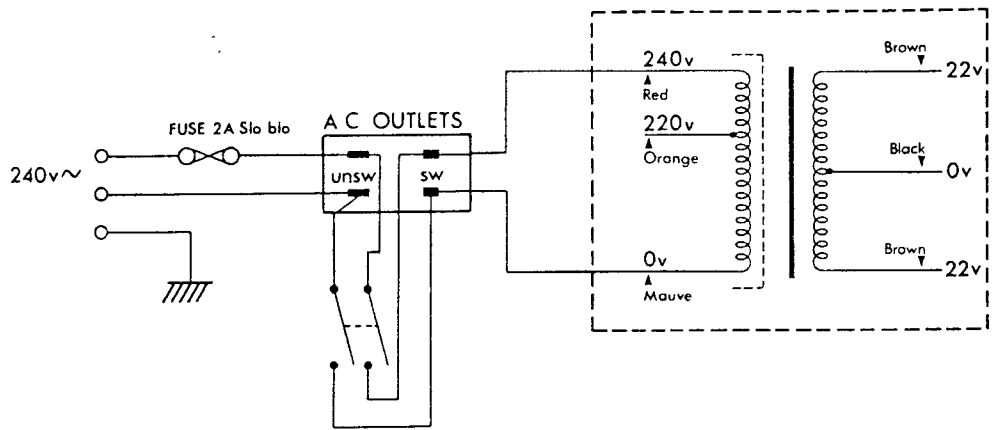 FUSE 2A Slo blo
240v~
AC OUTLETS
unsw
sw
240v
Red
220v
Orange
0v
Mauve
Brown
22v
Black
0v
Brown
22v